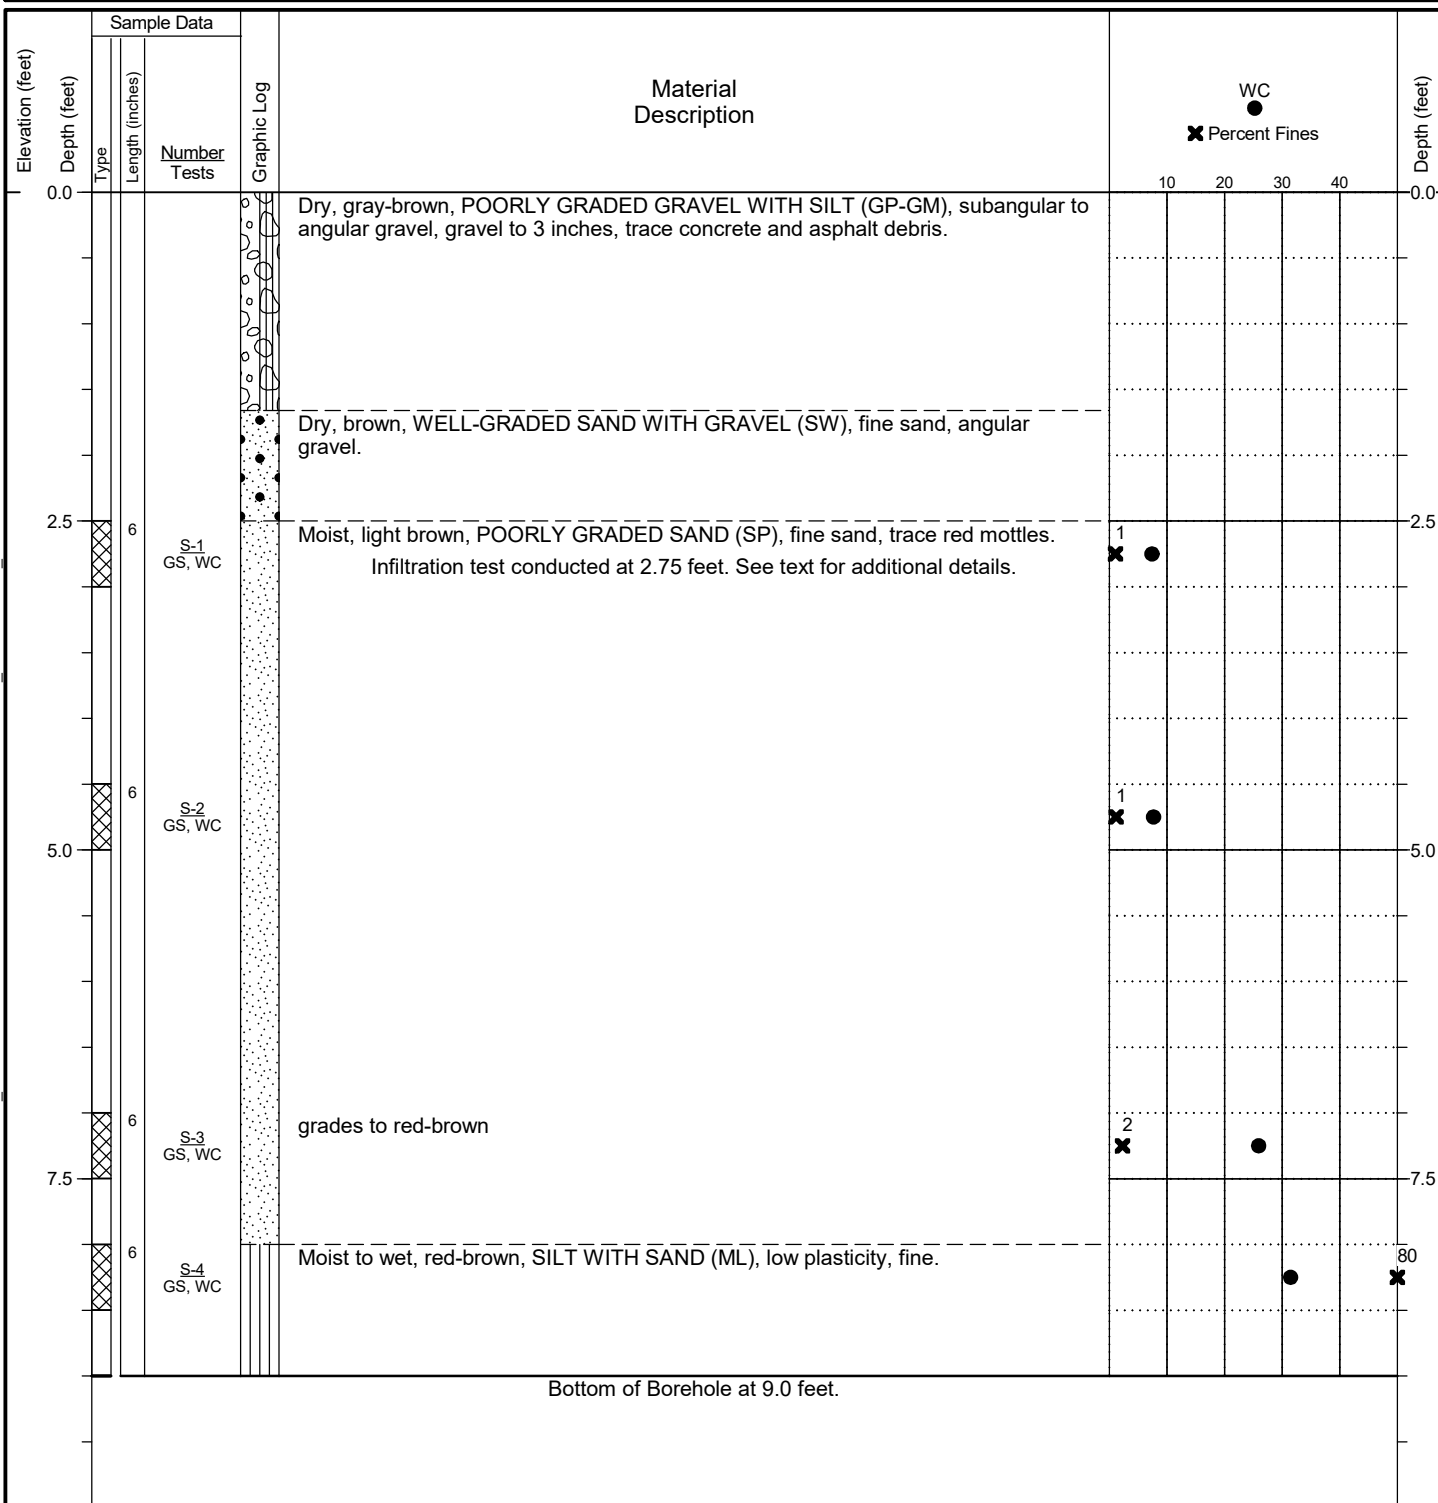 Sample Data
Elevation (feet)
Depth (feet)
Type
Length (inches)
Number
Tests
Graphic Log
Material
Description
WC
Percent Fines
Depth (feet)
10 20 30 40
0.0
0.0
Dry, gray-brown, POORLY GRADED GRAVEL WITH SILT (GP-GM), subangular to
angular gravel, gravel to 3 inches, trace concrete and asphalt debris.
Dry, brown, WELL-GRADED SAND WITH GRAVEL (SW), fine sand, angular
gravel.
2.5
6
S-1
GS, WC
Moist, light brown, POORLY GRADED SAND (SP), fine sand, trace red mottles.
Infiltration test conducted at 2.75 feet. See text for additional details.
1
2.5
6
S-2
GS, WC
1
5.0
5.0
6
S-3
GS, WC
grades to red-brown
2
7.5
7.5
6
S-4
GS, WC
Moist to wet, red-brown, SILT WITH SAND (ML), low plasticity, fine.
80
Bottom of Borehole at 9.0 feet.